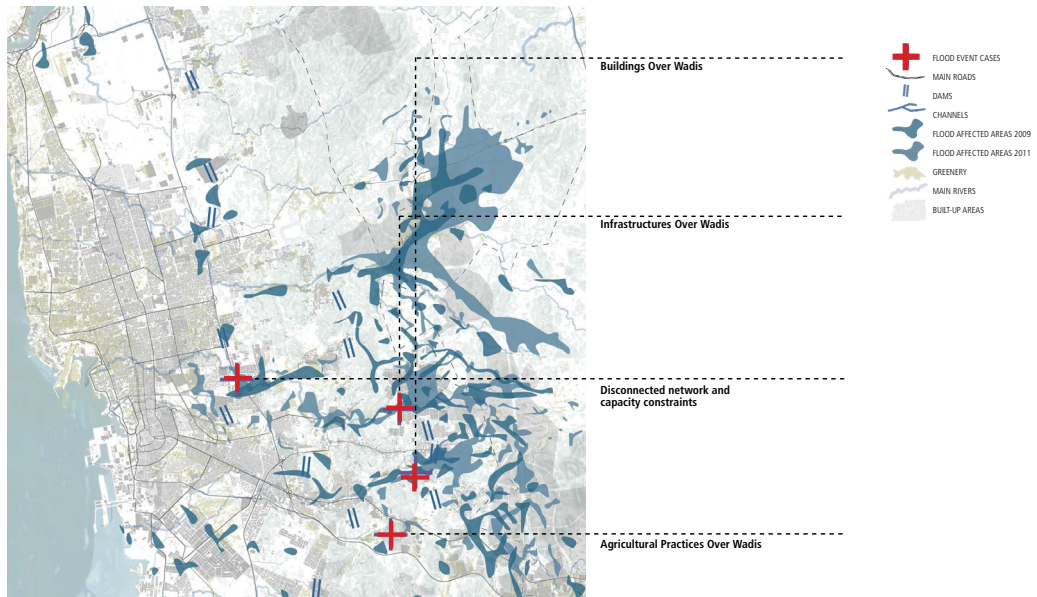 Buildings Over Wadis
Infrastructures Over Wadis
Disconnected network and
capacity constraints
Agricultural Practices Over Wadis
FLOOD EVENT CASES
MAIN ROADS
DAMS
CHANNELS
FLOOD AFFECTED AREAS 2009
FLOOD AFFECTED AREAS 2011
GREENERY
MAIN RIVERS
BUILT-UP AREAS